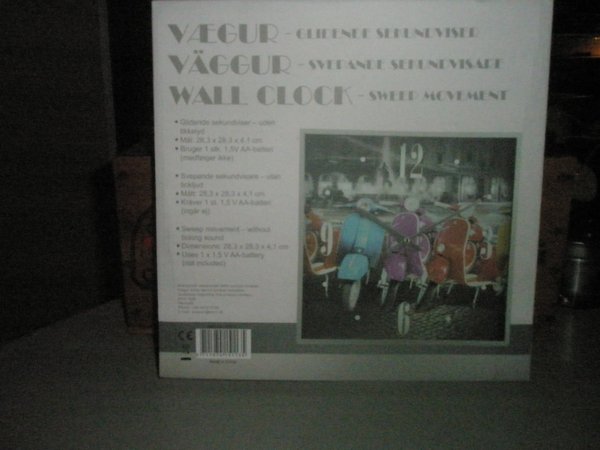 VÆGUR – GLIDENDE SEKUNDVISER
VÄGGUR – SVEPANDE SEKUNDVISARE
WALL CLOCK – SWEEP MOVEMENT
• Glidende sekundviser – uden
tikkelyd
• Mål: 28,3 x 28,3 x 4,1 cm
• Bruger 1 stk. 1,5V AA-batteri
(medfølger ikke)
• Svepande sekundvisare – utan
tickljud
• Mått: 28,3 x 28,3 x 4,1 cm
• Kräver 1 st. 1,5 V AA-batteri
(ingår ej)
• Sweep movement – without
ticking sound
• Dimensions: 28,3 x 28,3 x 4,1 cm
• Uses 1 x 1,5 V AA-battery
(not included)
12
9
6
CE